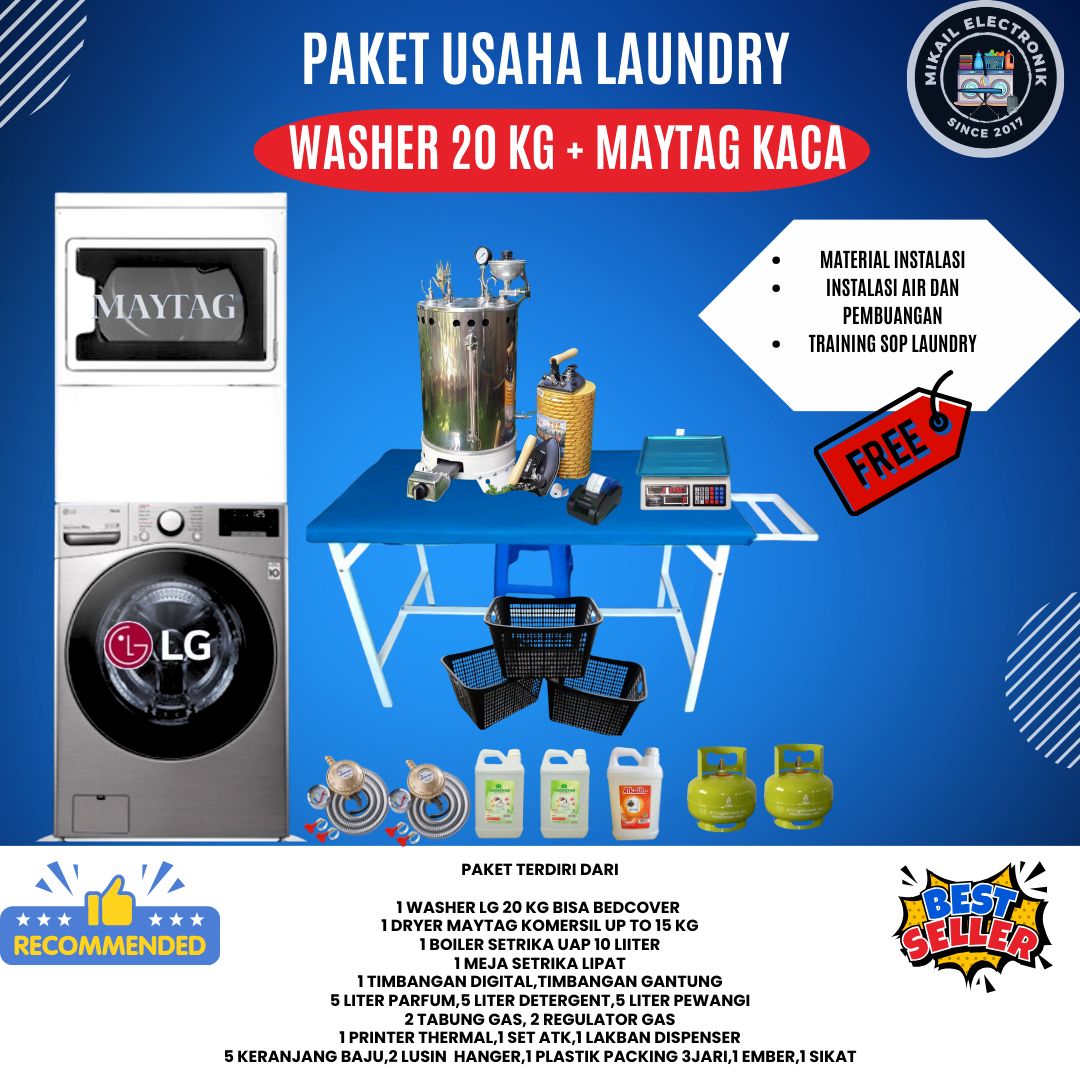 PAKET USAHA LAUNDRY
WASHER 20 KG + MAYTAG KACA
MIKAIL ELECTRONIK
SINCE 2017
MAYTAG
• MATERIAL INSTALASI
• INSTALASI AIR DAN
PEMBUANGAN
• TRAINING SOP LAUNDRY
FREE
LG
LG
Alkalite
RECOMMENDED
BEST
SELLER
PAKET TERDIRI DARI
1 WASHER LG 20 KG BISA BEDCOVER
1 DRYER MAYTAG KOMERSIL UP TO 15 KG
1 BOILER SETRIKA UAP 10 LIITER
1 MEJA SETRIKA LIPAT
1 TIMBANGAN DIGITAL,TIMBANGAN GANTUNG
5 LITER PARFUM,5 LITER DETERGENT,5 LITER PEWANGI
2 TABUNG GAS, 2 REGULATOR GAS
1 PRINTER THERMAL,1 SET ATK,1 LAKBAN DISPENSER
5 KERANJANG BAJU,2 LUSIN HANGER,1 PLASTIK PACKING 3JARI,1 EMBER,1 SIKAT